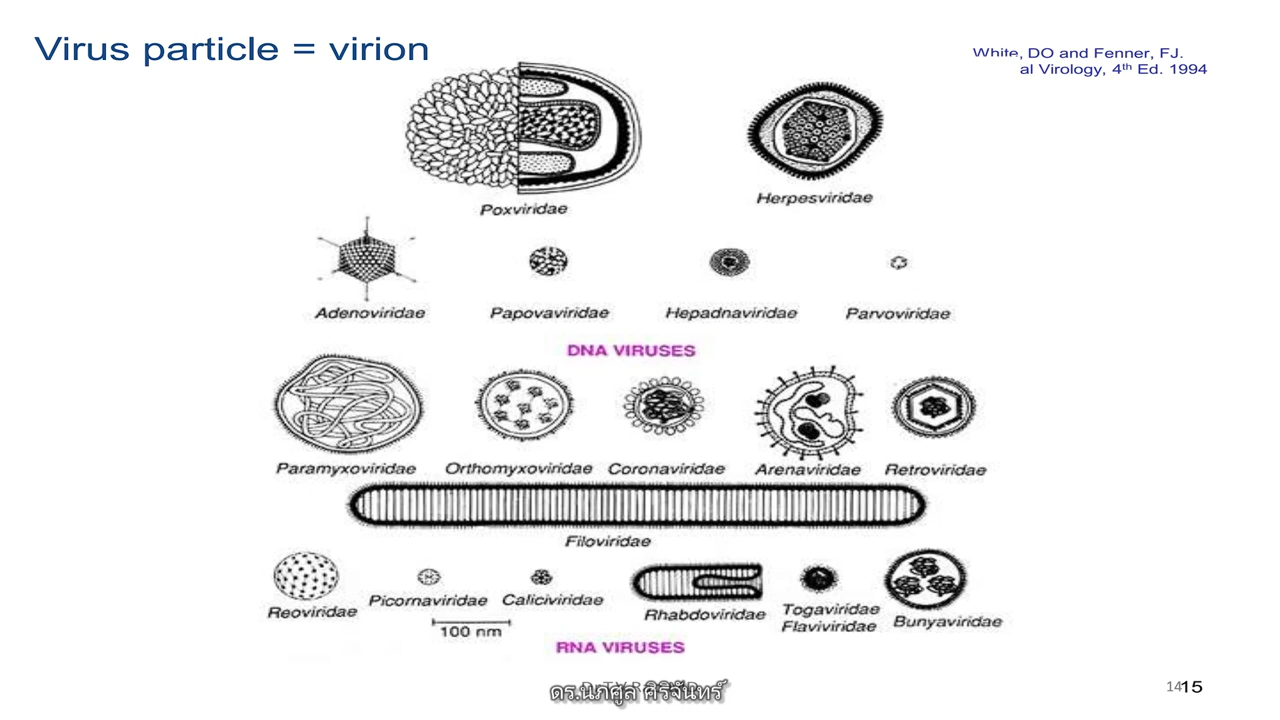 Virus particle = virion
White, DO and Fenner, FJ.
al Virology, 4th Ed. 1994
Poxviridae
Herpesviridae
Adenoviridae
Papovaviridae
Hepadnaviridae
Parvoviridae
DNA VIRUSES
Paramyxoviridae
Orthomyxoviridae
Coronaviridae
Arenaviridae
Retroviridae
Filoviridae
Reoviridae
Picornaviridae
Caliciviridae
Rhabdoviridae
Togaviridae
Flaviviridae
Bunyaviridae
100 nm
RNA VIRUSES
ดร.นภศูล ศิริจันทร์
14
15